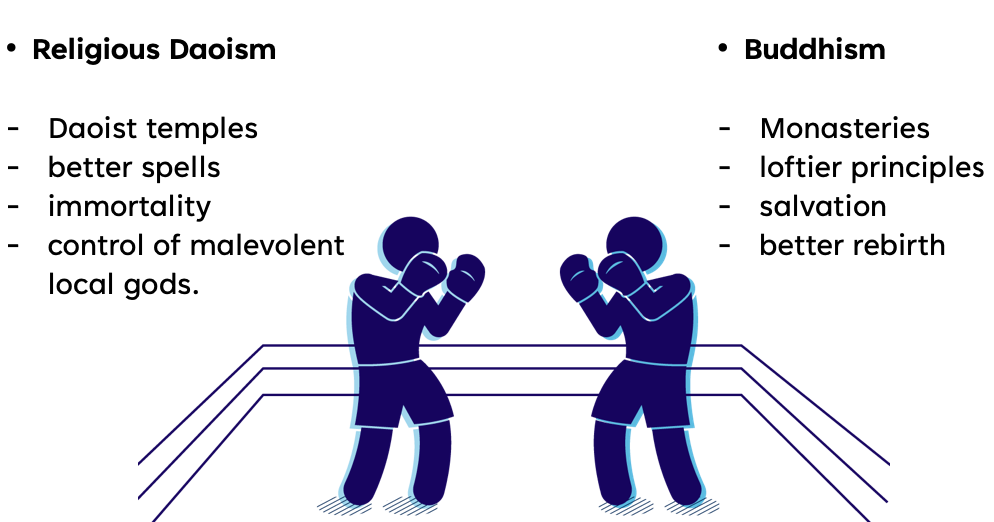 • Religious Daoism
- Daoist temples
- better spells
- immortality
- control of malevolent
local gods.
• Buddhism
- Monasteries
- loftier principles
- salvation
- better rebirth